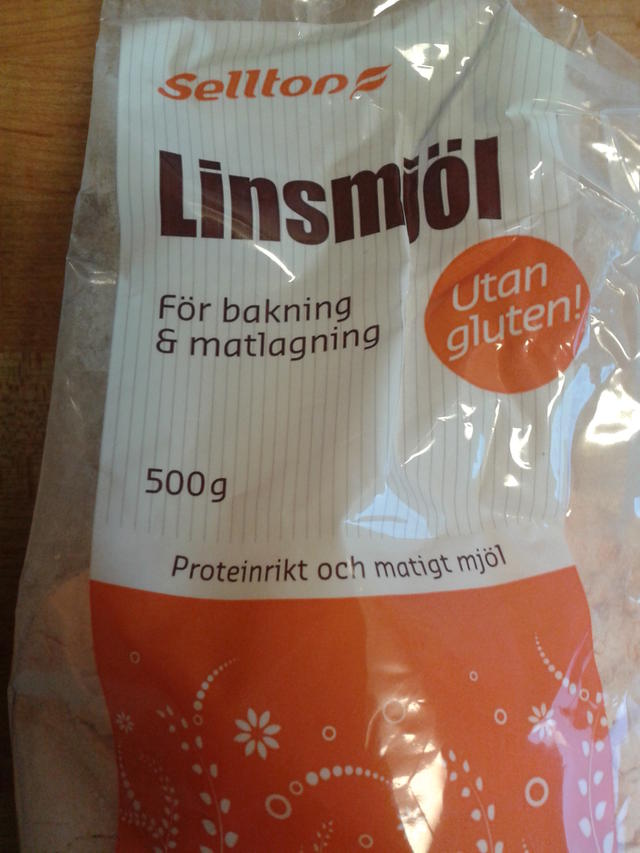 Sellton
Linsmjöl
För bakning
& matlagning
Utan
gluten!
500g
Proteinrikt och matigt mjöl